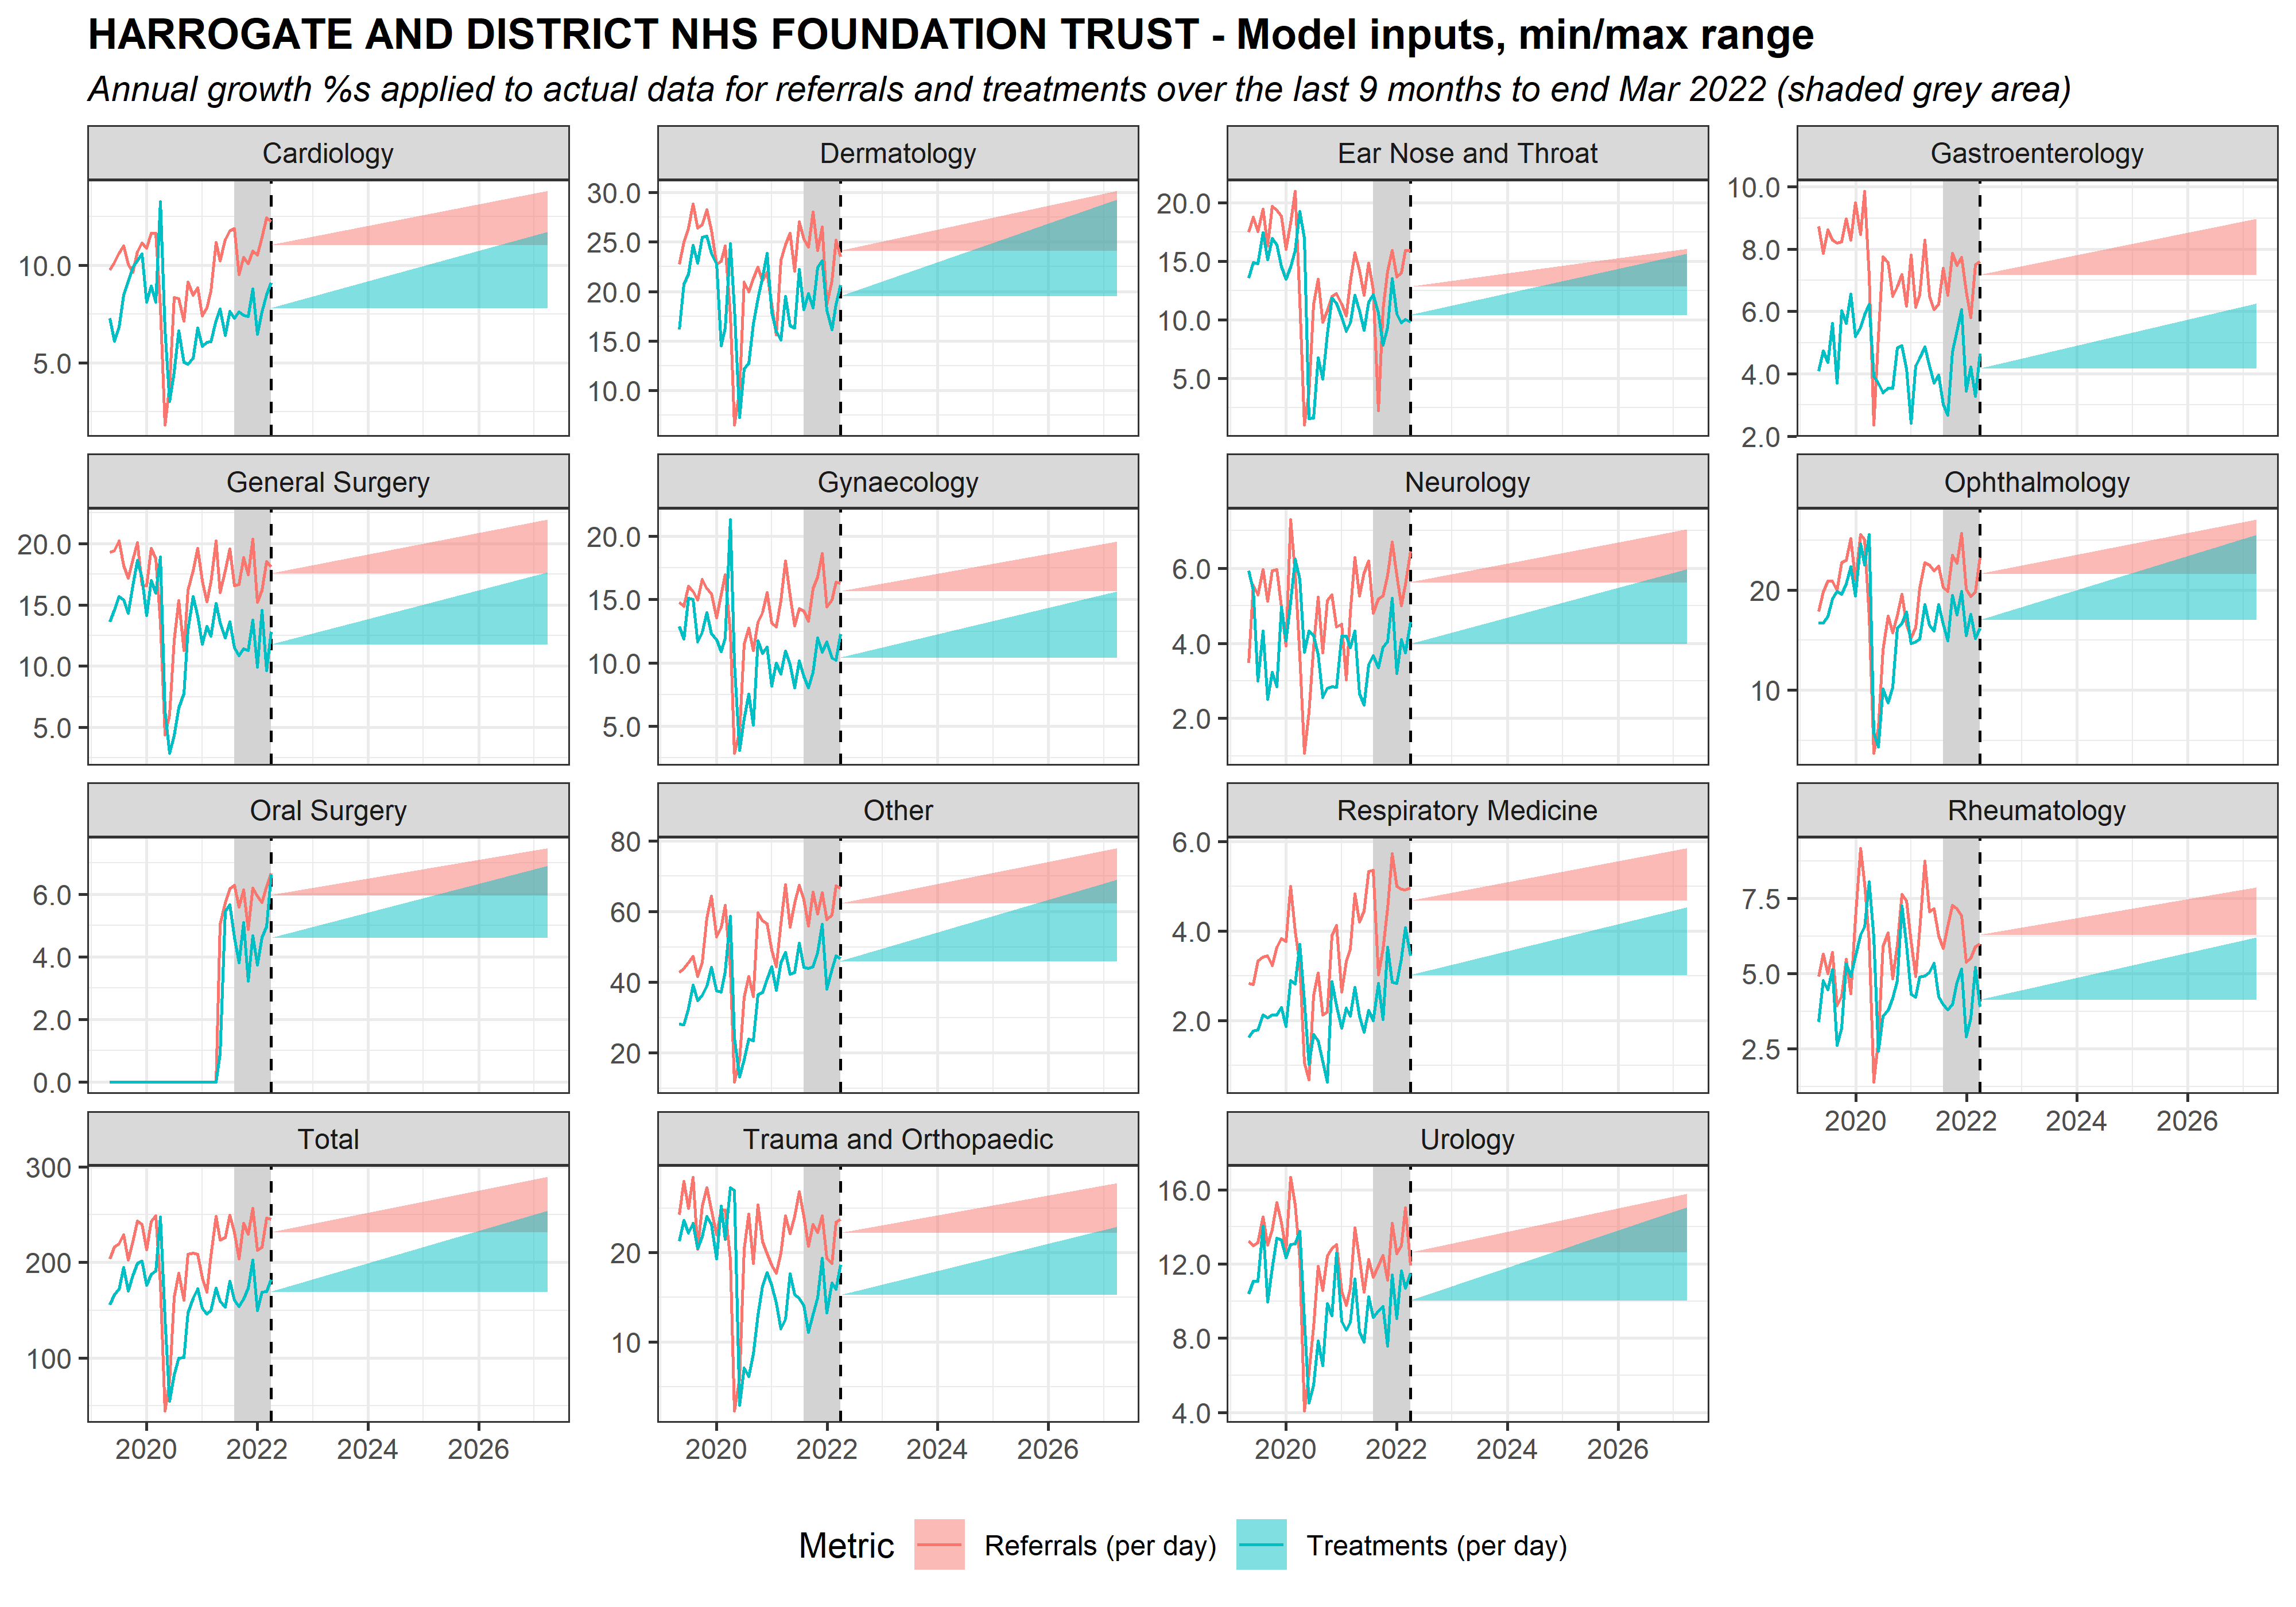 HARROGATE AND DISTRICT NHS FOUNDATION TRUST - Model inputs, min/max range
Annual growth %s applied to actual data for referrals and treatments over the last 9 months to end Mar 2022 (shaded grey area)
Cardiology
10.0
5.0
Dermatology
30.0
25.0
20.0
15.0
10.0
Ear Nose and Throat
20.0
15.0
10.0
5.0
Gastroenterology
10.0
8.0
6.0
4.0
2.0
General Surgery
20.0
15.0
10.0
5.0
Gynaecology
20.0
15.0
10.0
5.0
Neurology
6.0
4.0
2.0
Ophthalmology
20
10
Oral Surgery
6.0
4.0
2.0
0.0
Other
80
60
40
20
Respiratory Medicine
6.0
4.0
2.0
Rheumatology
7.5
5.0
2.5
2020 2022 2024 2026
Total
300
200
100
2020 2022 2024 2026
Trauma and Orthopaedic
20
10
2020 2022 2024 2026
Urology
16.0
12.0
8.0
4.0
2020 2022 2024 2026
Metric Referrals (per day) Treatments (per day)